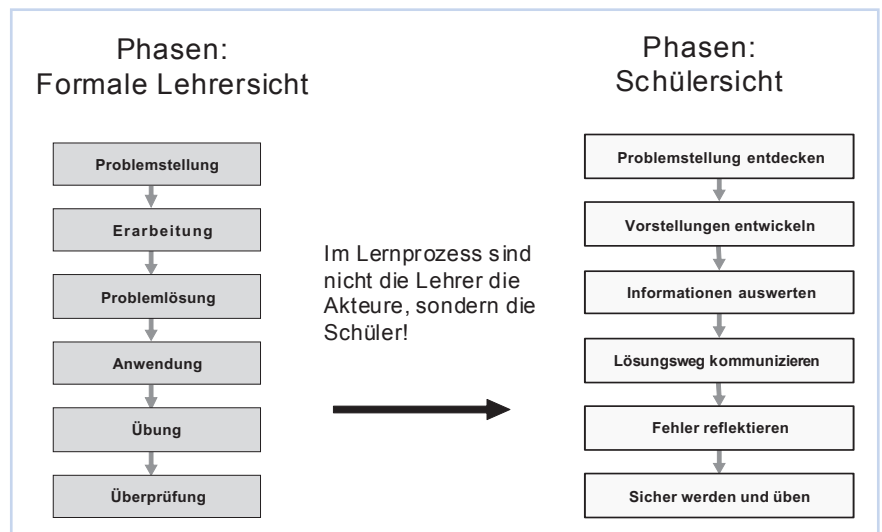 Phasen:
Formale Lehrersicht
Problemstellung
Erarbeitung
Problemlösung
Anwendung
Übung
Überprüfung
Im Lernprozess sind
nicht die Lehrer die
Akteure, sondern die
Schüler!
Phasen:
Schülersicht
Problemstellung entdecken
Vorstellungen entwickeln
Informationen auswerten
Lösungsweg kommunizieren
Fehler reflektieren
Sicher werden und üben